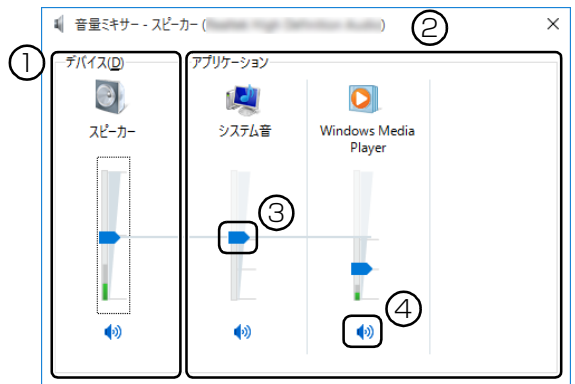 音量ミキサー - スピーカー ( )
②
①
デバイス(D)
アプリケーション
スピーカー
システム音
Windows Media
Player
③
④